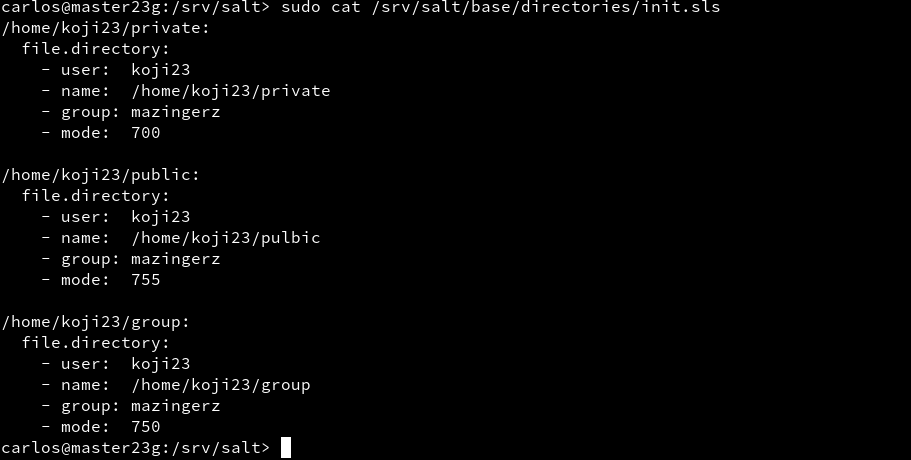 carlos@master23g:/srv/salt> sudo cat /srv/salt/base/directories/init.sls
/home/koji23/private:
  file.directory:
    - user:  koji23
    - name:  /home/koji23/private
    - group: mazingerz
    - mode:  700

/home/koji23/public:
  file.directory:
    - user:  koji23
    - name:  /home/koji23/pulbic
    - group: mazingerz
    - mode:  755

/home/koji23/group:
  file.directory:
    - user:  koji23
    - name:  /home/koji23/group
    - group: mazingerz
    - mode:  750
carlos@master23g:/srv/salt>